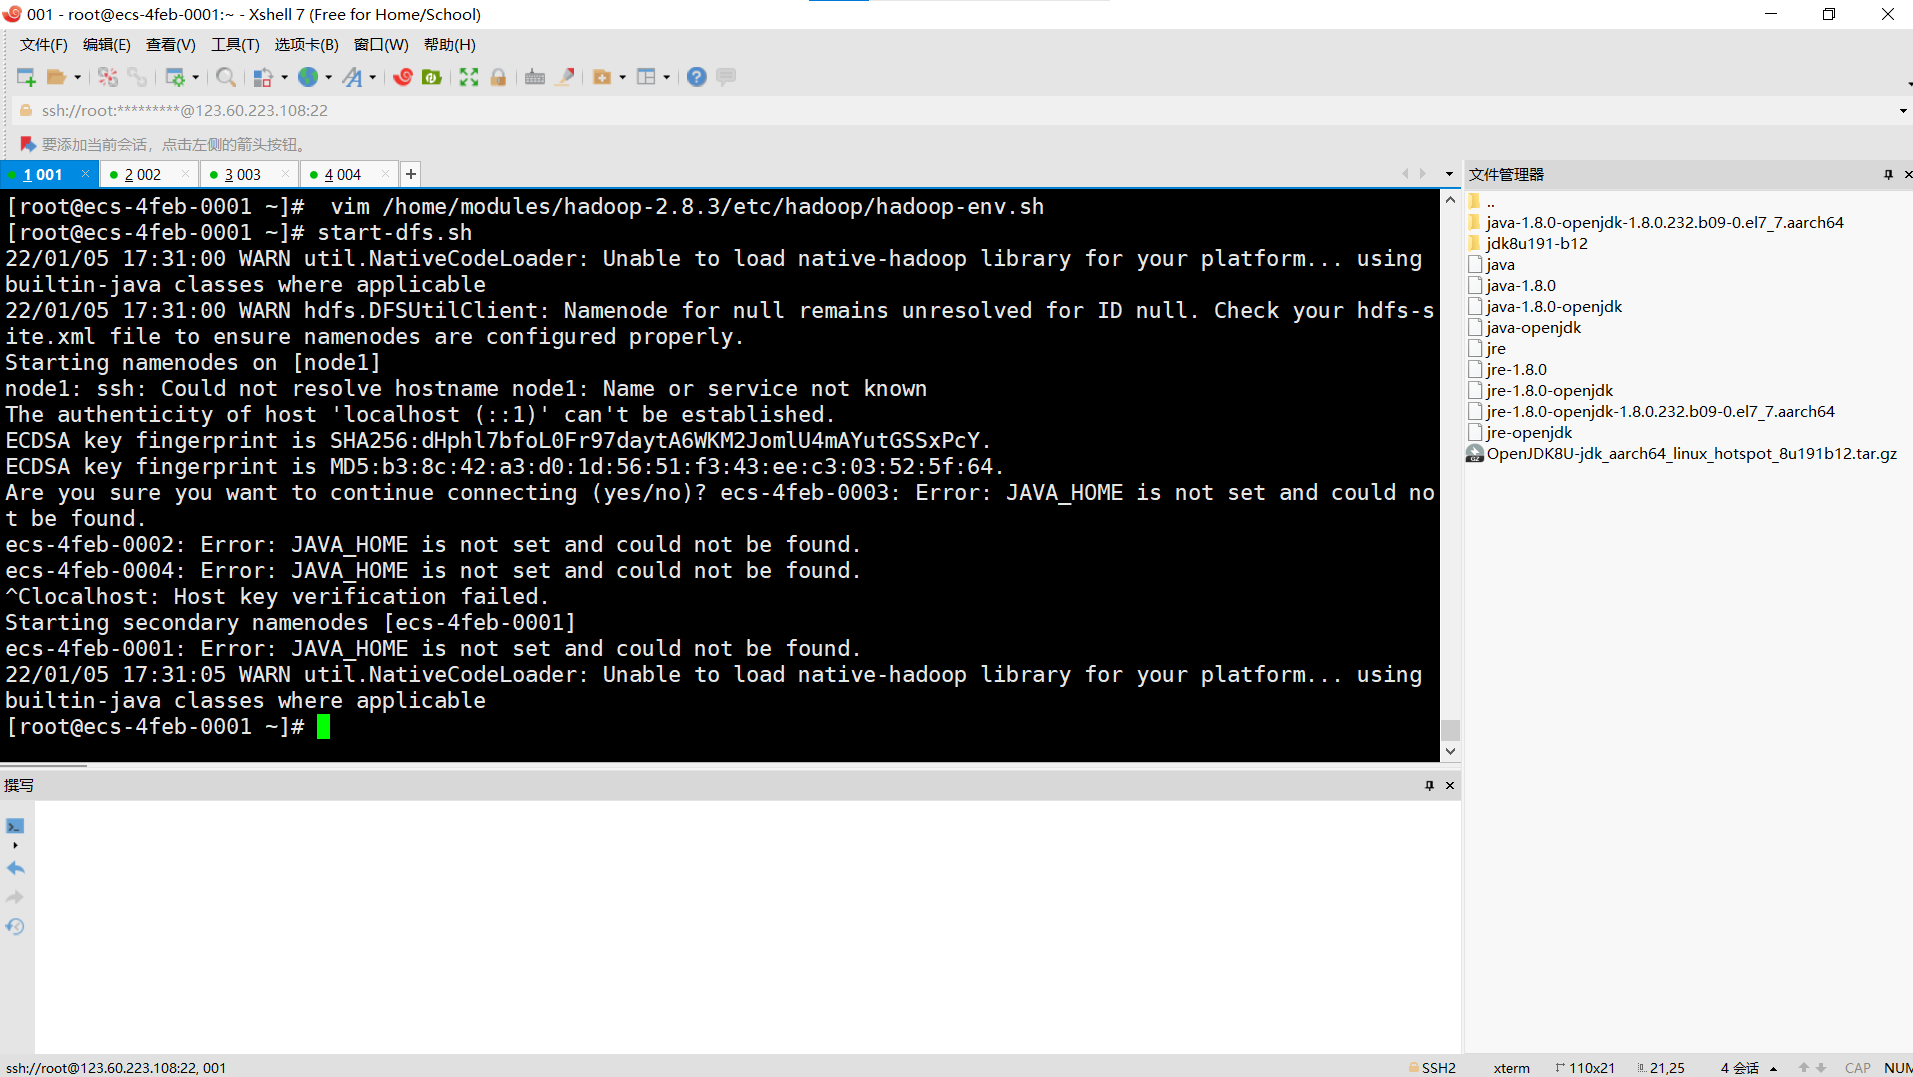 001 - root@ecs-4feb-0001:~ - Xshell 7 (Free for Home/School)
文件(F) 编辑(E) 查看(V) 工具(T) 选项卡(B) 窗口(W) 帮助(H)
ssh://root:*********@123.60.223.108:22
要添加当前会话，点击左侧的箭头按钮。
1 001 2 002 3 003 4 004
[root@ecs-4feb-0001 ~]#  vim /home/modules/hadoop-2.8.3/etc/hadoop/hadoop-env.sh
[root@ecs-4feb-0001 ~]# start-dfs.sh
22/01/05 17:31:00 WARN util.NativeCodeLoader: Unable to load native-hadoop library for your platform... using
builtin-java classes where applicable
22/01/05 17:31:00 WARN hdfs.DFSUtilClient: Namenode for null remains unresolved for ID null. Check your hdfs-s
ite.xml file to ensure namenodes are configured properly.
Starting namenodes on [node1]
node1: ssh: Could not resolve hostname node1: Name or service not known
The authenticity of host 'localhost (::1)' can't be established.
ECDSA key fingerprint is SHA256:dHphl7bfoL0Fr97daytA6WKM2JomlU4mAYutGSSxPcY.
ECDSA key fingerprint is MD5:b3:8c:42:a3:d0:1d:56:51:f3:43:ee:c3:03:52:5f:64.
Are you sure you want to continue connecting (yes/no)? ecs-4feb-0003: Error: JAVA_HOME is not set and could no
t be found.
ecs-4feb-0002: Error: JAVA_HOME is not set and could not be found.
ecs-4feb-0004: Error: JAVA_HOME is not set and could not be found.
^Clocalhost: Host key verification failed.
Starting secondary namenodes [ecs-4feb-0001]
ecs-4feb-0001: Error: JAVA_HOME is not set and could not be found.
22/01/05 17:31:05 WARN util.NativeCodeLoader: Unable to load native-hadoop library for your platform... using
builtin-java classes where applicable
[root@ecs-4feb-0001 ~]#
文件管理器
..
java-1.8.0-openjdk-1.8.0.232.b09-0.el7_7.aarch64
jdk8u191-b12
java
java-1.8.0
java-1.8.0-openjdk
java-openjdk
jre
jre-1.8.0
jre-1.8.0-openjdk
jre-1.8.0-openjdk-1.8.0.232.b09-0.el7_7.aarch64
jre-openjdk
OpenJDK8U-jdk_aarch64_linux_hotspot_8u191b12.tar.gz
撰写
ssh://root@123.60.223.108:22, 001 SSH2 xterm 110x21 21,25 4 会话 CAP NUM